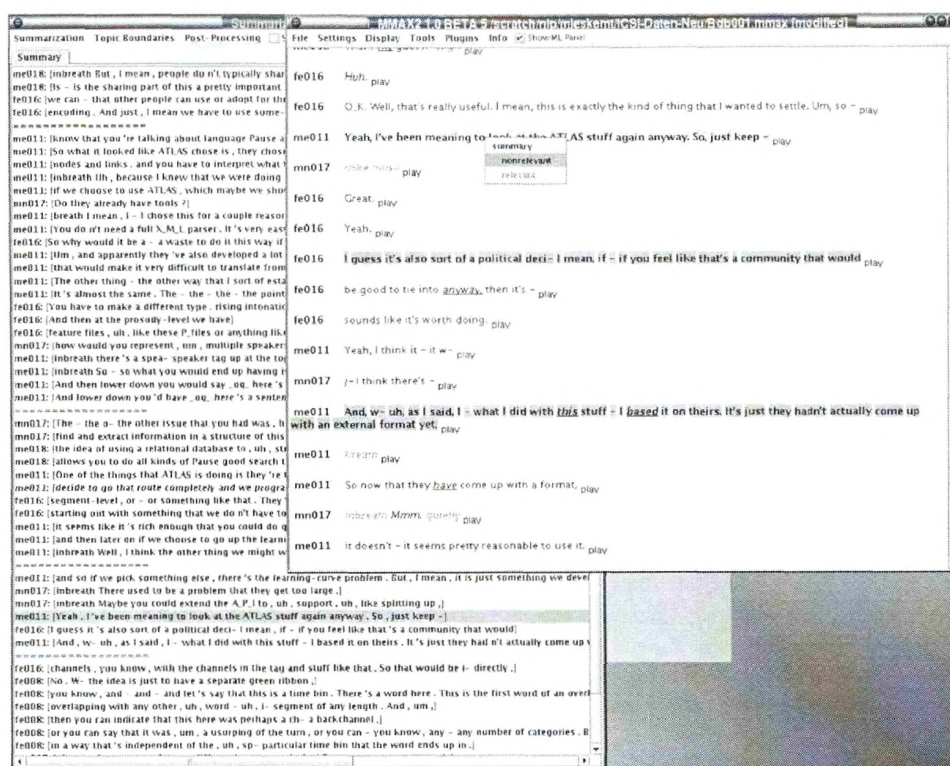 Summari
Summarization Topic Boundaries Post-Processing S
Summary
me018: [inbreath But , I mean , people do n't typically shar
me018: [Is - is the sharing part of this a pretty important
fe016: [we can - that other people can use or adopt for the
fe016: [encoding . And just , I mean we have to use some-
====================
me011: [know that you 're talking about language Pause a
me011: [So what it looked like ATLAS chose is , they chose
me011: [nodes and links , and you have to interpret what
me011: [inbreath Uh , because I knew that we were doing
me011: [if we choose to use ATLAS , which maybe we sho
mn017: [Do they already have tools ?]
me011: [breath I mean , I - I chose this for a couple reason
me011: [You do n't need a full X_M_L parser . It 's very eas
fe016: [So why would it be a - a waste to do it this way if
me011: [Um , and apparently they 've also developed a lot
me011: [that would make it very difficult to translate from
me011: [The other thing - the other way that I sort of esta
me011: [It 's almost the same . The - the - the - the point
fe016: [You have to make a different type . rising intonatio
fe016: [And then at the prosody-level we have]
fe016: [feature files , uh , like these P_files or anything like
mn017: [how would you represent , um , multiple speaker
me011: [inbreath there 's a spea- speaker tag up at the to
me011: [inbreath So - so what you would end up having i
me011: [And then lower down you would say _oq_ here 's
me011: [And lower down you 'd have _oq_ here 's a senten
====================
mn017: [The - the o- the other issue that you had was , h
mn017: [find and extract information in a structure of this
me018: [the idea of using a relational database to , uh , st
me018: [allows you to do all kinds of Pause good search t
me011: [One of the things that ATLAS is doing is they 're t
me011: [decide to go that route completely and we progra
fe016: [segment-level , or - or something like that . They
fe016: [starting out with something that we do n't have to
me011: [it seems like it 's rich enough that you could do q
me011: [and then later on if we choose to go up the learni
me011: [inbreath Well , I think the other thing we might w
====================
me011: [and so if we pick something else , there 's the learning-curve problem . But , I mean , it is just something we devel
mn017: [inbreath There used to be a problem that they get too large .]
mn017: [inbreath Maybe you could extend the A_P_I to , uh , support , uh , like splitting up ,]
me011: [Yeah , I 've been meaning to look at the ATLAS stuff again anyway . So , just keep -]
fe016: [I guess it 's also sort of a political deci- I mean , if - if you feel like that 's a community that would]
me011: [And , w- uh , as I said , I - what I did with this stuff - I based it on theirs . It 's just they had n't actually come up
====================
fe016: [channels , you know , with the channels in the tag and stuff like that . So that would be i- directly .]
fe008: [No . W- the idea is just to have a separate green ribbon ,]
fe008: [you know , and - and - and let 's say that this is a time bin . There 's a word here . This is the first word of an overl
fe008: [overlapping with any other , uh , word - uh , i- segment of any length . And , um ,]
fe008: [then you can indicate that this here was perhaps a ch- a backchannel ,]
fe008: [or you can say that it was , um , a usurping of the turn , or you can - you know , any - any number of categories . B
fe008: [in a way that 's independent of the , uh , sp- particular time bin that the word ends up in .]
MMAX2 1.0 BETA 5 /scratch/nlp/mieskemt/ICSI-Daten-Neu/Bdb001.mmax [modified]
File Settings Display Tools Plugins Info Show ML Panel
play
fe016 Huh. play
fe016 O_K. Well, that's really useful. I mean, this is exactly the kind of thing that I wanted to settle. Um, so - play
me011 Yeah, I've been meaning to look at the ATLAS stuff again anyway. So, just keep - play
summary
nonrelevant
relevant
mn017 play
fe016 Great. play
fe016 Yeah. play
fe016 I guess it's also sort of a political deci- I mean, if - if you feel like that's a community that would play
fe016 be good to tie into anyway, then it's - play
fe016 sounds like it's worth doing. play
me011 Yeah, I think it - it w- play
mn017 j- I think there's - play
me011 And, w- uh, as I said, I - what I did with this stuff - I based it on theirs. It's just they hadn't actually come up
with an external format yet. play
me011 breath play
me011 So now that they have come up with a format, play
mn017 inbreath Mmm, quietly play
me011 it doesn't - it seems pretty reasonable to use it. play